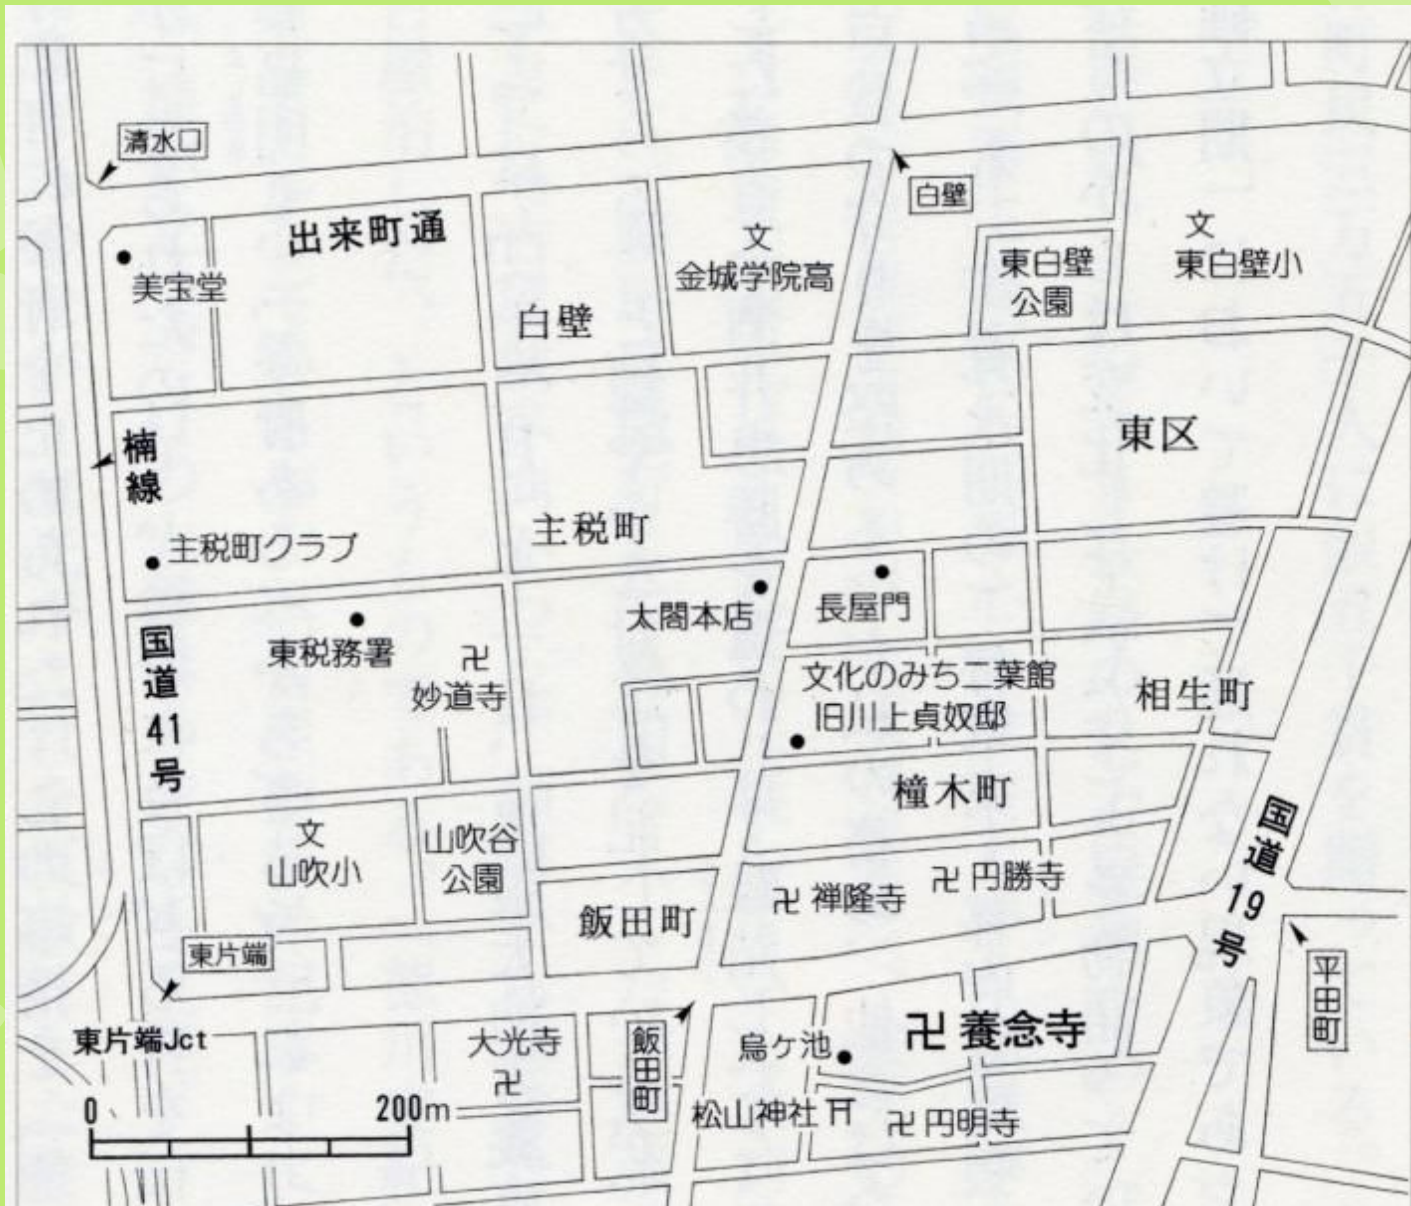 清水口
白壁
出来町通
文
金城学院高
文
東白壁小
東白壁
公園
美宝堂
白壁
東区
楠線
主税町クラブ
主税町
太閤本店
長屋門
国道41号
東税務署
卍
妙道寺
文化のみち二葉館
旧川上貞奴邸
相生町
橦木町
国道19号
文
山吹小
山吹谷
公園
卍 禅隆寺
卍 円勝寺
飯田町
東片端
平田町
東片端Jct
大光寺
卍
飯田町
烏ケ池
卍 養念寺
0 200m
松山神社
卍 円明寺